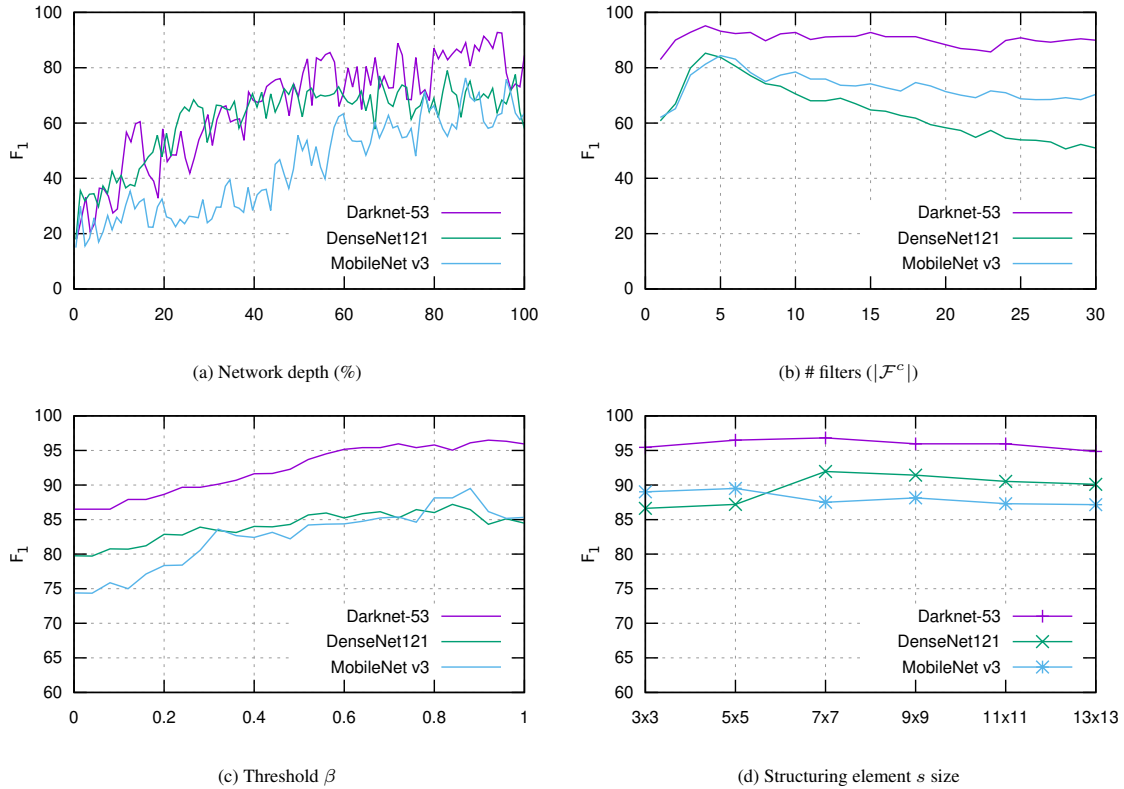 100
80
60
40
20
0
F₁
Darknet-53
DenseNet121
MobileNet v3
0 20 40 60 80 100
(a) Network depth (%)
100
80
60
40
20
0
F₁
Darknet-53
DenseNet121
MobileNet v3
0 5 10 15 20 25 30
(b) # filters (|𝓕ᶜ|)
100
95
90
85
80
75
70
65
60
F₁
Darknet-53
DenseNet121
MobileNet v3
0 0.2 0.4 0.6 0.8 1
(c) Threshold β
100
95
90
85
80
75
70
65
60
F₁
Darknet-53
DenseNet121
MobileNet v3
3x3 5x5 7x7 9x9 11x11 13x13
(d) Structuring element s size